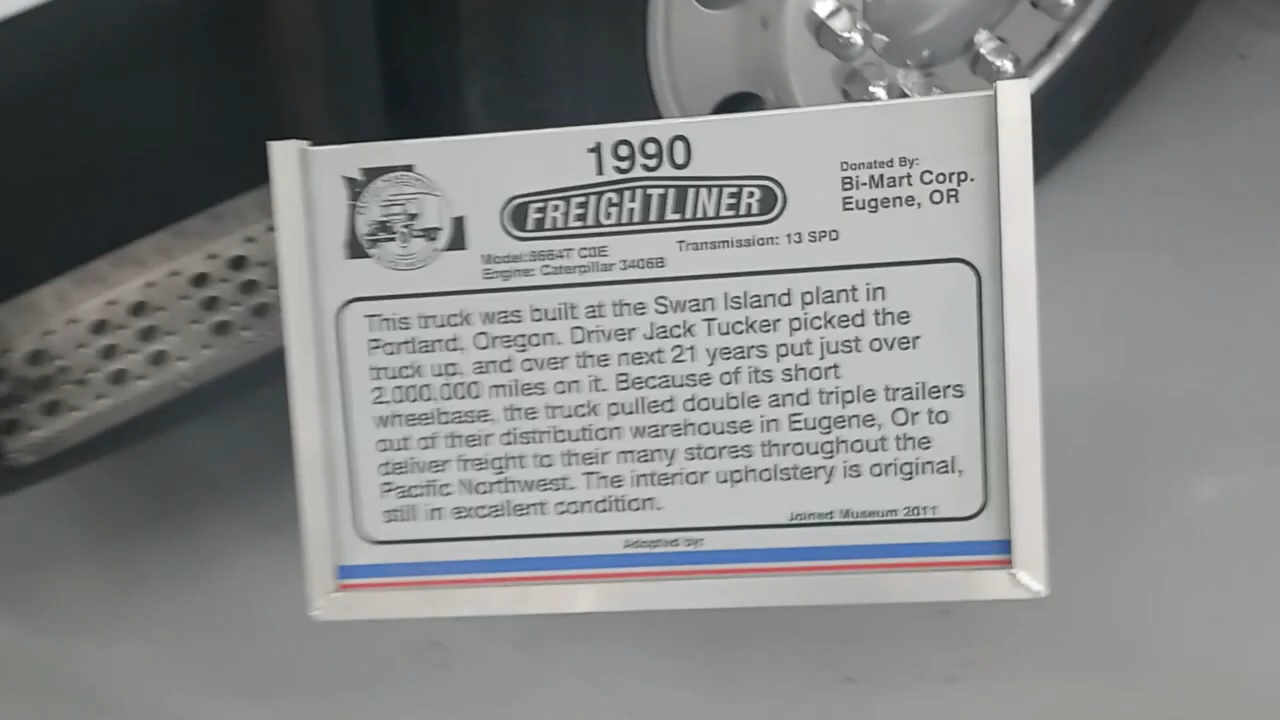 1990
FREIGHTLINER
Donated By:
Bi-Mart Corp.
Eugene, OR
Transmission: 13 SPD
Model: COE
Engine: Caterpillar 3406B
This truck was built at the Swan Island plant in
Portland, Oregon. Driver Jack Tucker picked the
truck up, and over the next 21 years put just over
2,000,000 miles on it. Because of its short
wheelbase, the truck pulled double and triple trailers
out of their distribution warehouse in Eugene, Or to
deliver freight to their many stores throughout the
Pacific Northwest. The interior upholstery is original,
still in excellent condition.
Joined Museum 2011
Adopted by: